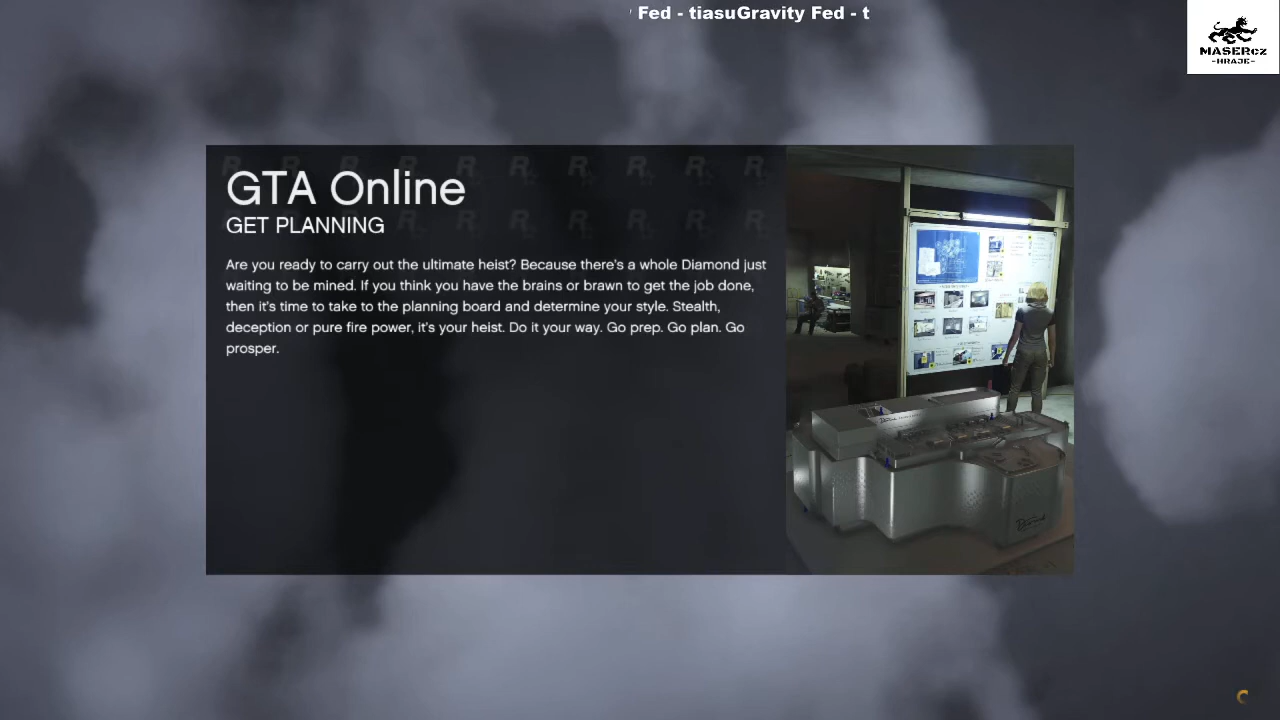 Fed - tiasuGravity Fed - t
MASERcz
-HRAJE-
GTA Online
GET PLANNING
Are you ready to carry out the ultimate heist? Because there's a whole Diamond just
waiting to be mined. If you think you have the brains or brawn to get the job done,
then it's time to take to the planning board and determine your style. Stealth,
deception or pure fire power, it's your heist. Do it your way. Go prep. Go plan. Go
prosper.